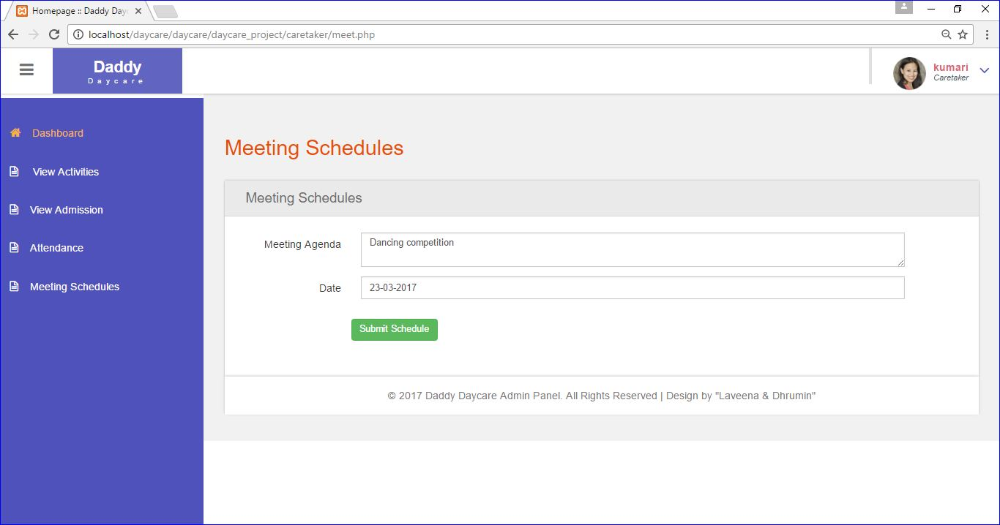 Homepage :: Daddy Day
localhost/daycare/daycare/daycare_project/caretaker/meet.php
Daddy
Daycare
kumari
Caretaker
Dashboard
View Activities
View Admission
Attendance
Meeting Schedules
Meeting Schedules
Meeting Schedules
Meeting Agenda
Dancing competition
Date
23-03-2017
Submit Schedule
© 2017 Daddy Daycare Admin Panel. All Rights Reserved | Design by "Laveena & Dhrumin"